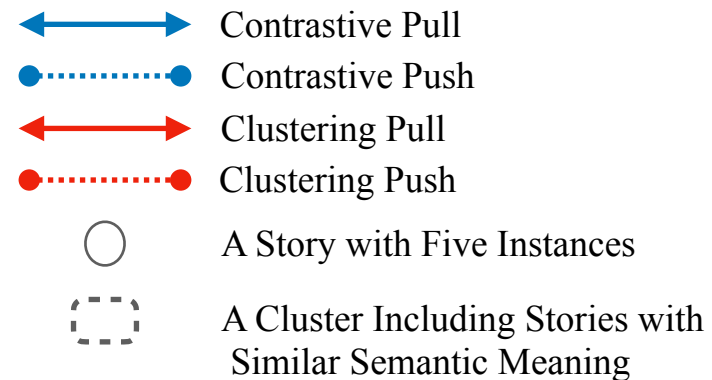 Contrastive Pull
Contrastive Push
Clustering Pull
Clustering Push
A Story with Five Instances
A Cluster Including Stories with
Similar Semantic Meaning